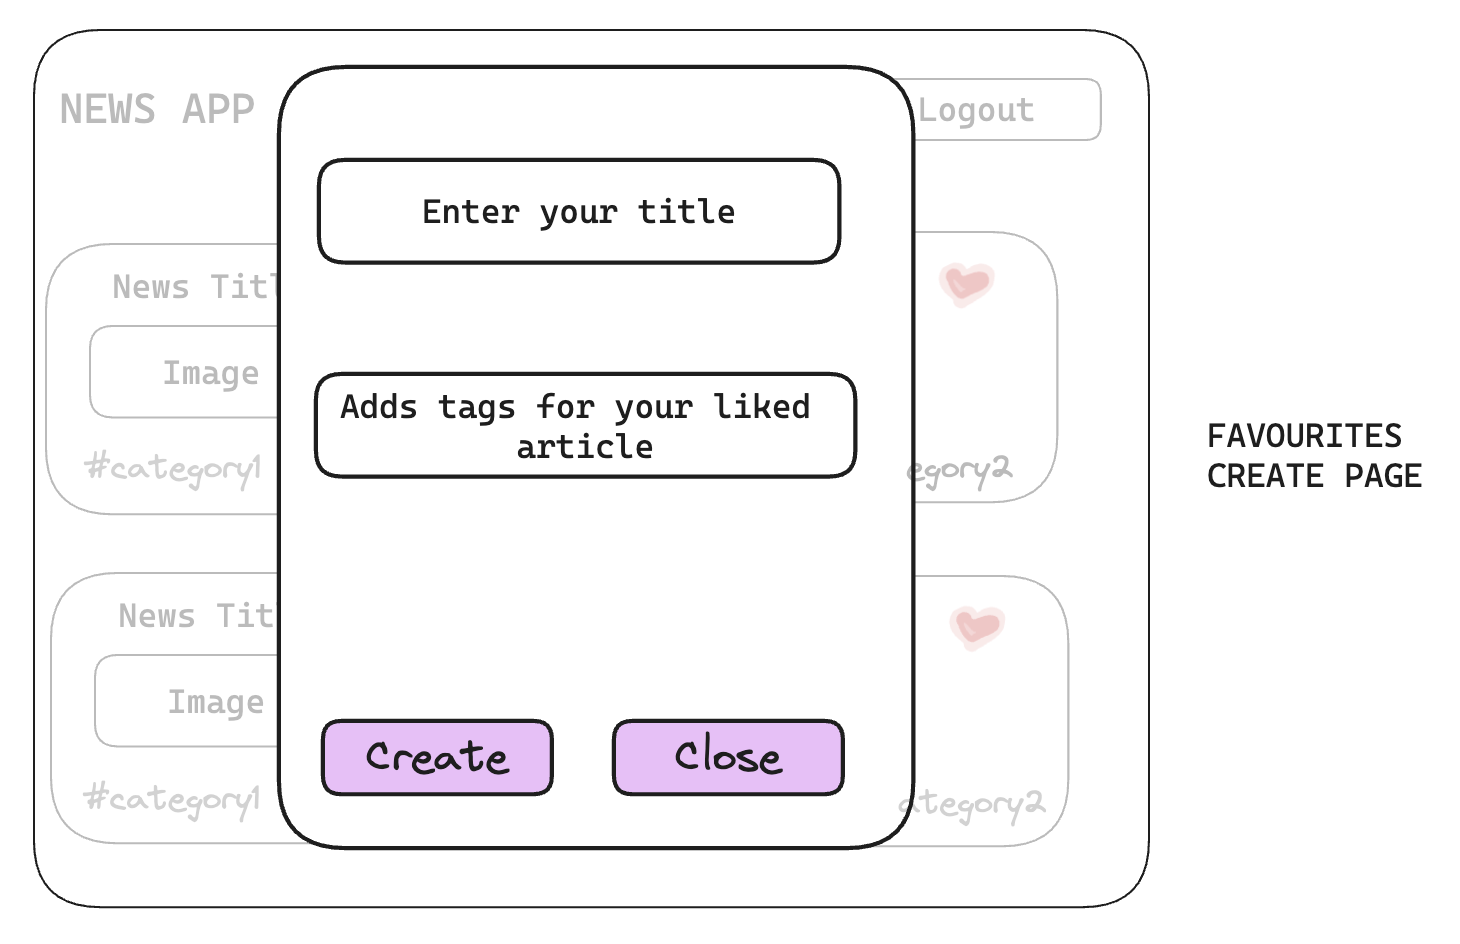 NEWS APP
Logout
Enter your title
News Titl
Image
#category1
Adds tags for your liked
article
egory2
FAVOURITES
CREATE PAGE
News Tit
Image
#category1
Create
Close
ategory2